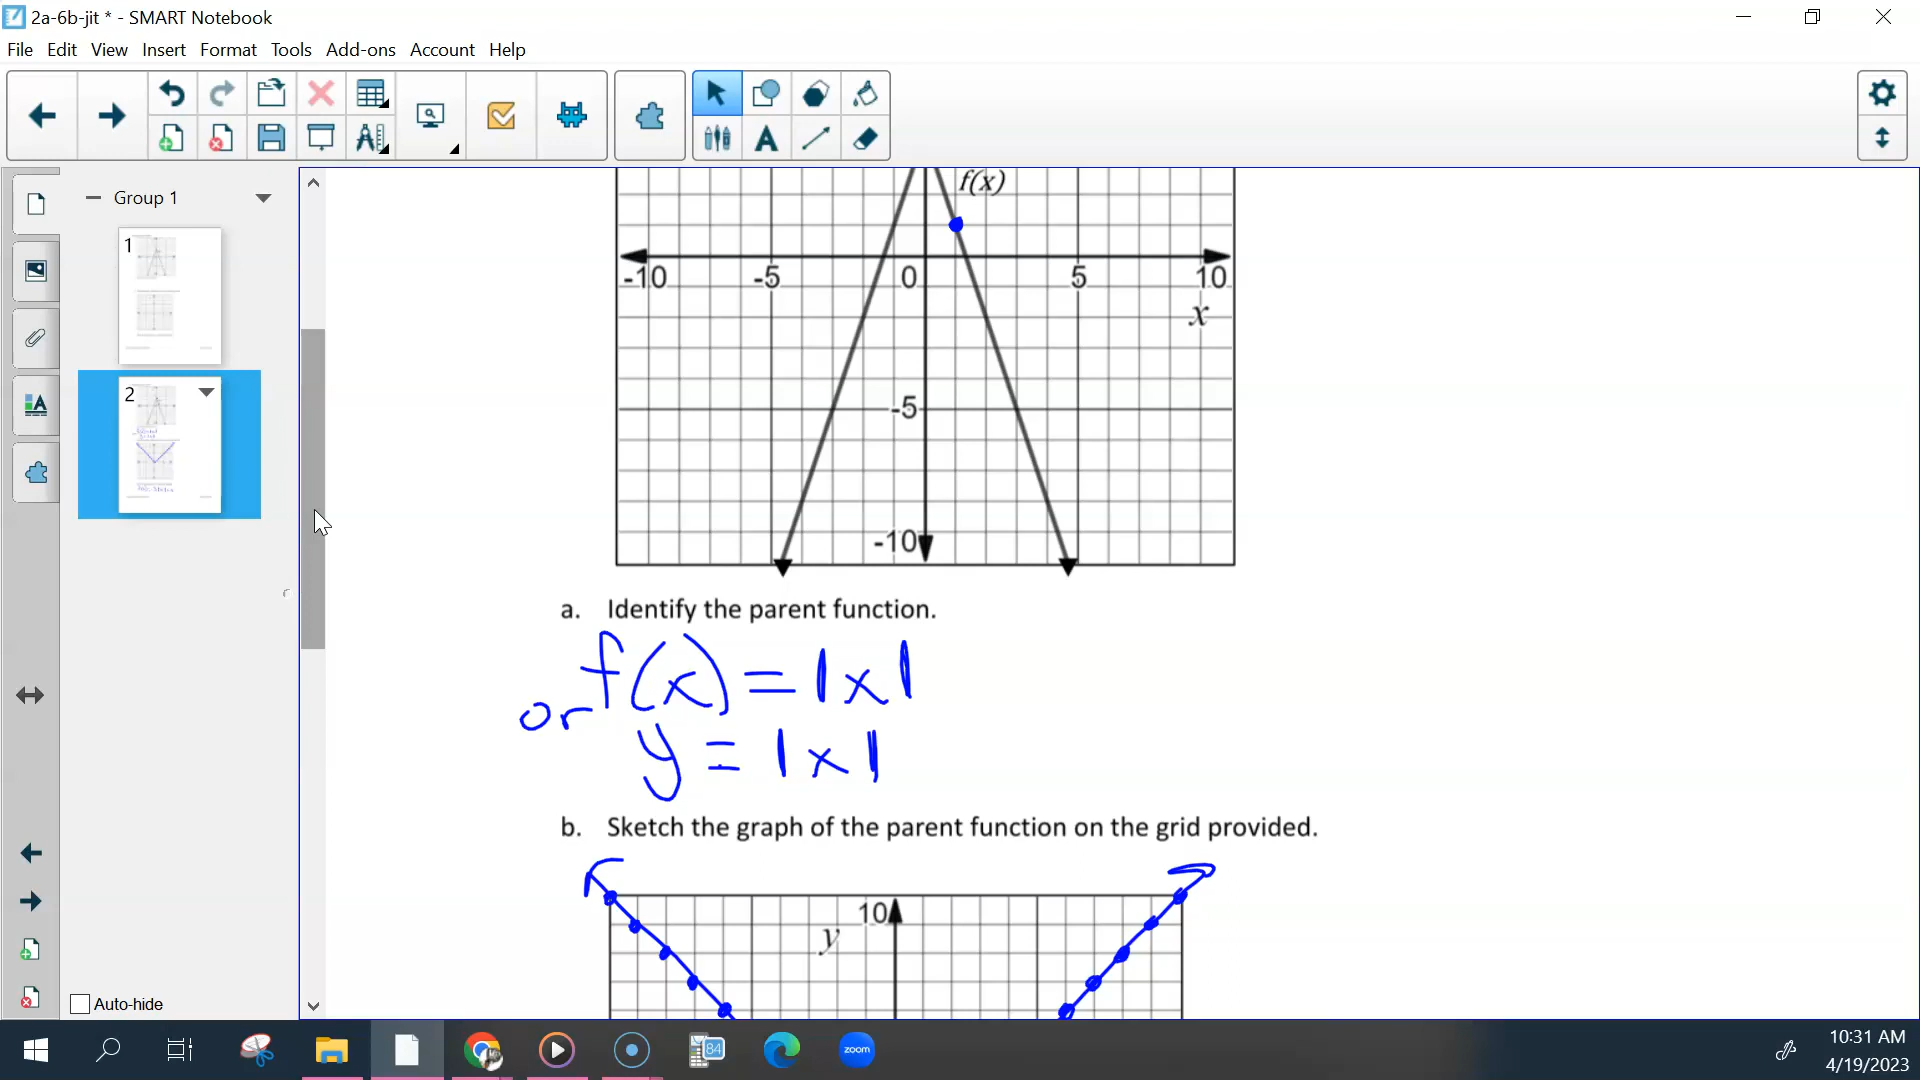 2a-6b-jit * - SMART Notebook
File Edit View Insert Format Tools Add-ons Account Help
Group 1
1
2
Auto-hide
f(x)
-10 -5 0 5 10
x
-5
-10
a. Identify the parent function.
f(x) = |x|
or
y = |x|
b. Sketch the graph of the parent function on the grid provided.
10
y
84
zoom
10:31 AM
4/19/2023